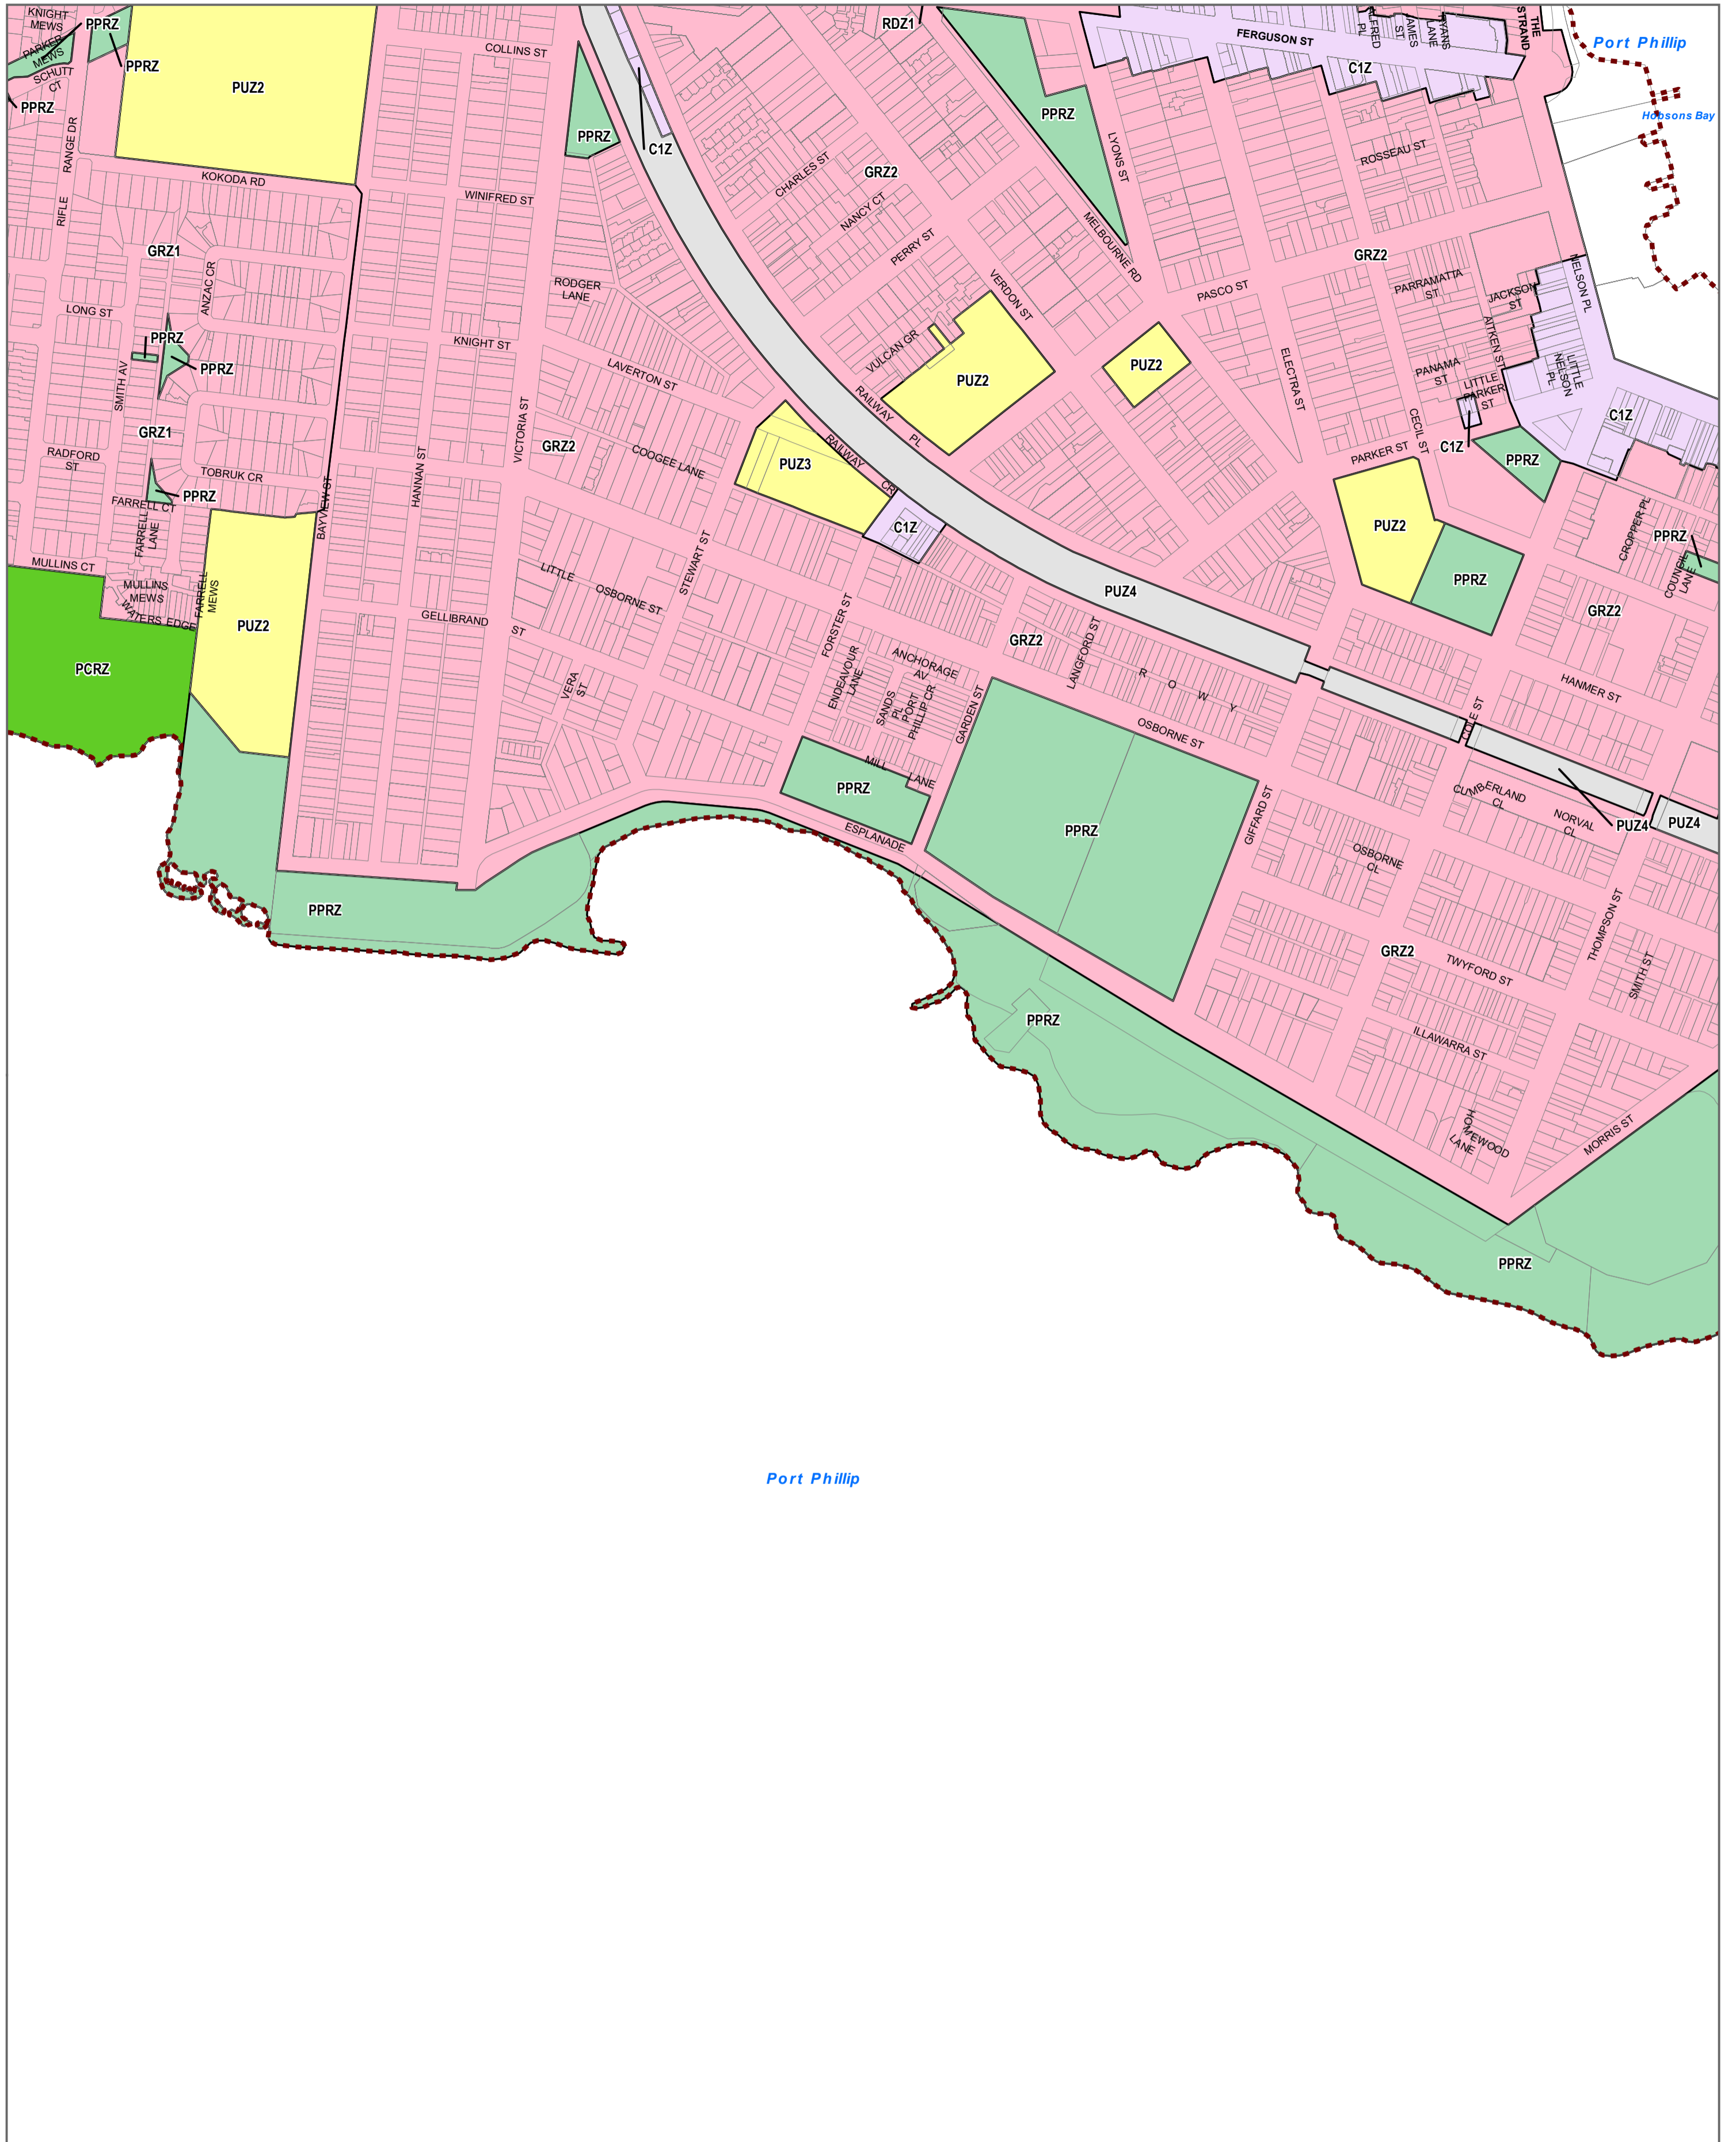 KNIGHT
MEWS
PPRZ
PARKER
MEWS
PPRZ
SCHUTT
CT
PPRZ
PUZ2
COLLINS ST
RDZ1
FERGUSON ST
C1Z
ALFRED
PL
JAMES
ST
RYANS
LANE
THE
STRAND
Port Phillip
Hobsons Bay
PPRZ
C1Z
PPRZ
RIFLE
RANGE DR
KOKODA RD
WINIFRED ST
CHARLES ST
GRZ2
NANCY CT
PERRY ST
LYONS ST
MELBOURNE RD
ROSSEAU ST
GRZ1
ANZAC CR
RODGER
LANE
VERDON ST
PASCO ST
GRZ2
PARRAMATTA
ST
JACKSON
ST
NELSON PL
LONG ST
PPRZ
PPRZ
SMITH AV
KNIGHT ST
LAVERTON ST
VULCAN GR
PUZ2
PUZ2
ELECTRA ST
AITKEN ST
PANAMA
ST
LITTLE
PARKER
ST
LITTLE
NELSON
PL
C1Z
GRZ1
VICTORIA ST
GRZ2
RAILWAY
PL
CECIL ST
C1Z
RADFORD
ST
TOBRUK CR
HANNAN ST
COOGEE LANE
PUZ3
RAILWAY
CR
PARKER ST
PPRZ
PPRZ
FARRELL CT
FARRELL
LANE
BAYVIEW ST
C1Z
PUZ2
CROPPER PL
PPRZ
COUNCIL
LANE
MULLINS CT
MULLINS
MEWS
WATERS EDGE
FARRELL
MEWS
PUZ2
GELLIBRAND
ST
LITTLE
OSBORNE ST
STEWART ST
PUZ4
PPRZ
GRZ2
PCRZ
FORSTER ST
GRZ2
LANGFORD ST
ANCHORAGE
AV
ENDEAVOUR
LANE
SANDS
PL
PORT
PHILLIP CR
GARDEN ST
VERA
ST
R O W Y
OSBORNE ST
HANMER ST
COLE ST
MILL
LANE
PPRZ
ESPLANADE
PPRZ
GIFFARD ST
CUMBERLAND
CL
NORVAL
CL
PUZ4
PUZ4
OSBORNE
CL
PPRZ
THOMPSON ST
GRZ2
TWYFORD ST
SMITH ST
PPRZ
ILLAWARRA ST
HOMEWOOD
LANE
MORRIS ST
PPRZ
Port Phillip